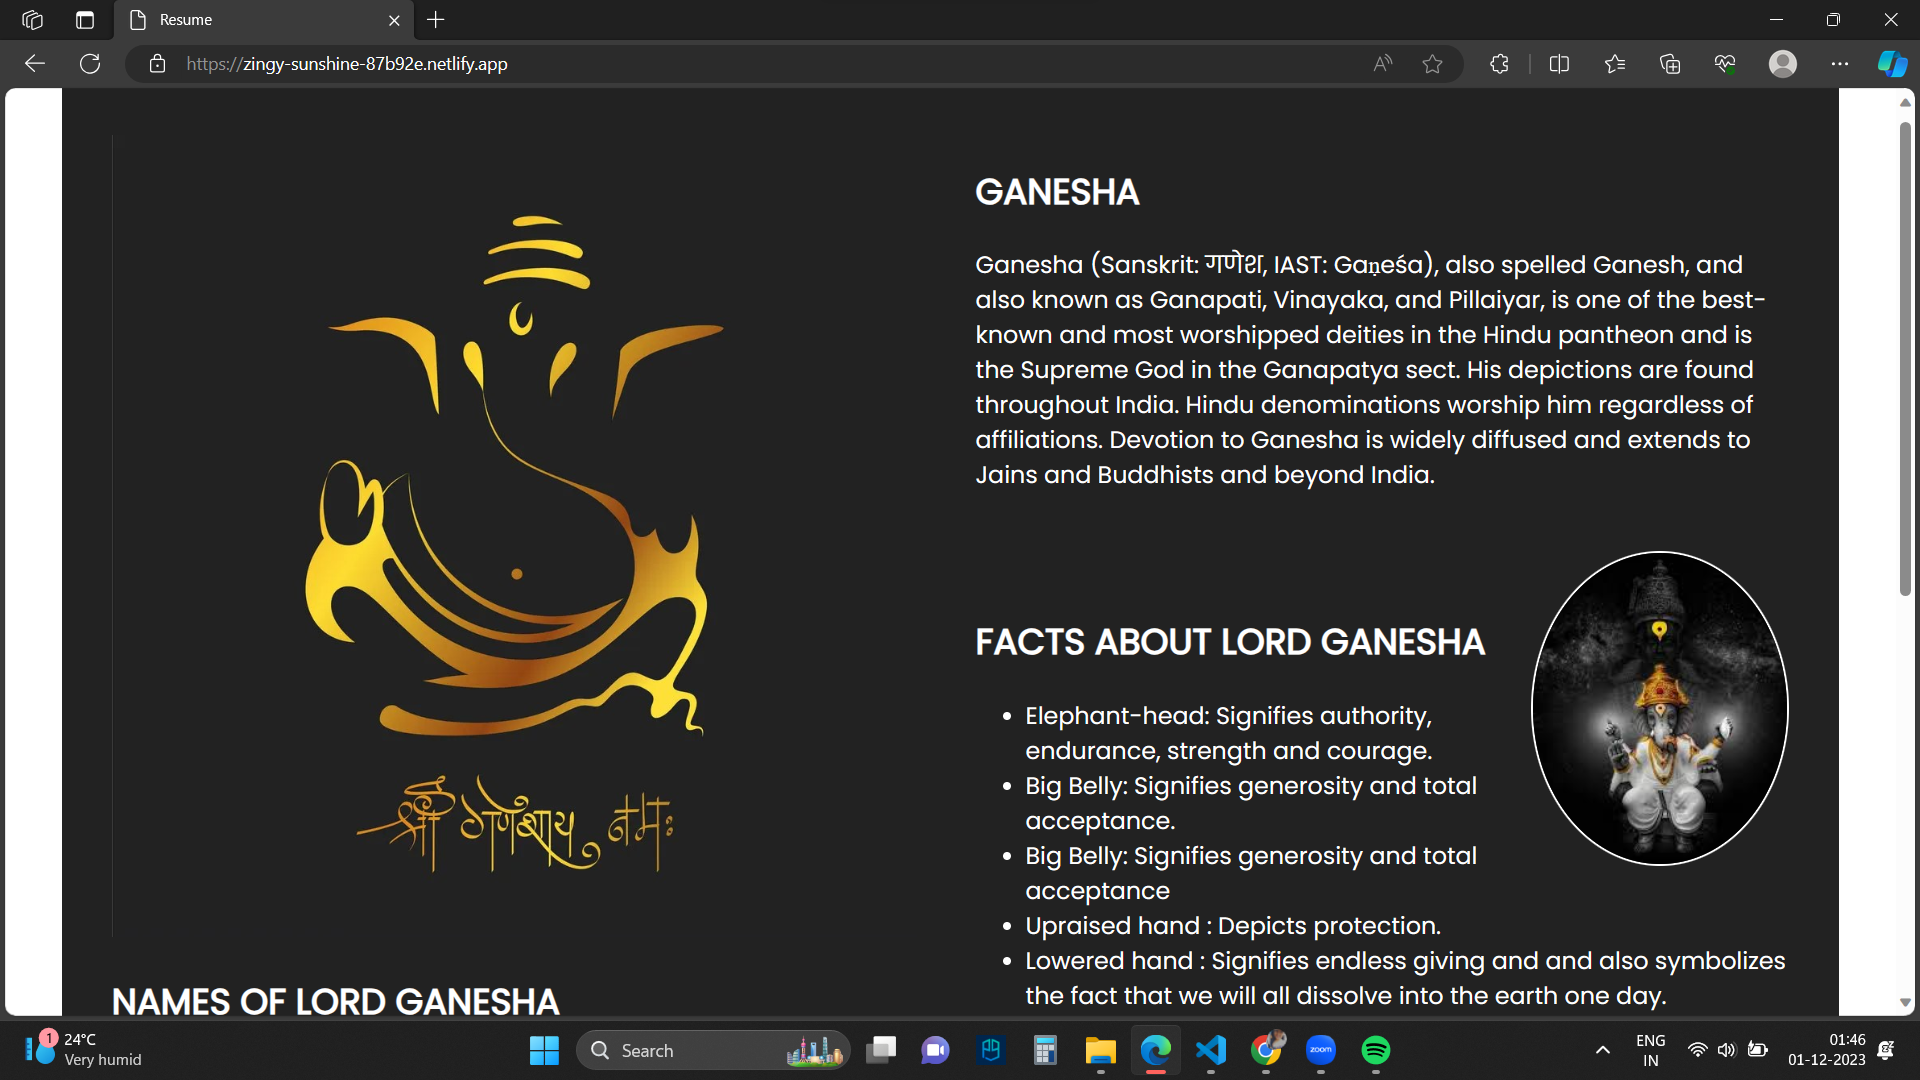 Resume
https://zingy-sunshine-87b92e.netlify.app
GANESHA
Ganesha (Sanskrit: गणेश, IAST: Gaṇeśa), also spelled Ganesh, and
also known as Ganapati, Vinayaka, and Pillaiyar, is one of the best-
known and most worshipped deities in the Hindu pantheon and is
the Supreme God in the Ganapatya sect. His depictions are found
throughout India. Hindu denominations worship him regardless of
affiliations. Devotion to Ganesha is widely diffused and extends to
Jains and Buddhists and beyond India.
श्री गणेशाय नमः
FACTS ABOUT LORD GANESHA
Elephant-head: Signifies authority,
endurance, strength and courage.
Big Belly: Signifies generosity and total
acceptance.
Big Belly: Signifies generosity and total
acceptance
Upraised hand : Depicts protection.
Lowered hand : Signifies endless giving and and also symbolizes
the fact that we will all dissolve into the earth one day.
NAMES OF LORD GANESHA
1
24°C
Very humid
Search
zoom
ENG
IN
01:46
01-12-2023